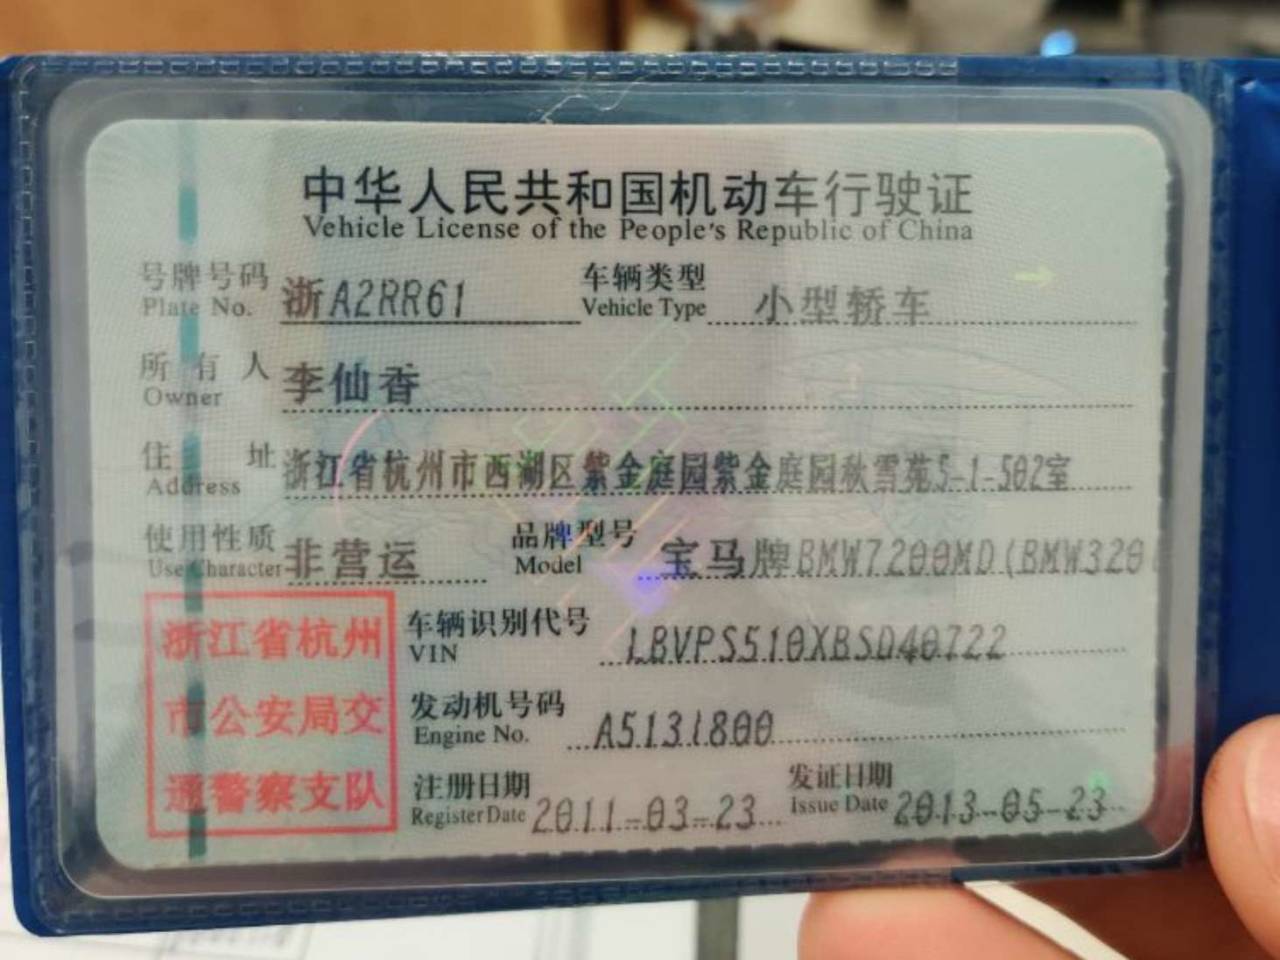 中华人民共和国机动车行驶证
Vehicle License of the People's Republic of China
号牌号码 浙A2RR61 车辆类型 小型轿车
Plate No. Vehicle Type
所有人 李仙香
Owner
住址 浙江省杭州市西湖区紫金庭园紫金庭园秋雪苑5-1-502室
Address
使用性质 非营运 品牌型号 宝马牌BMW7200MD(BMW320
Use Character Model
浙江省杭州
市公安局交
通警察支队
车辆识别代号 LBVPS510XBSD40722
VIN
发动机号码 A5131800
Engine No.
注册日期 2011-03-23 发证日期 2013-05-23
Register Date Issue Date